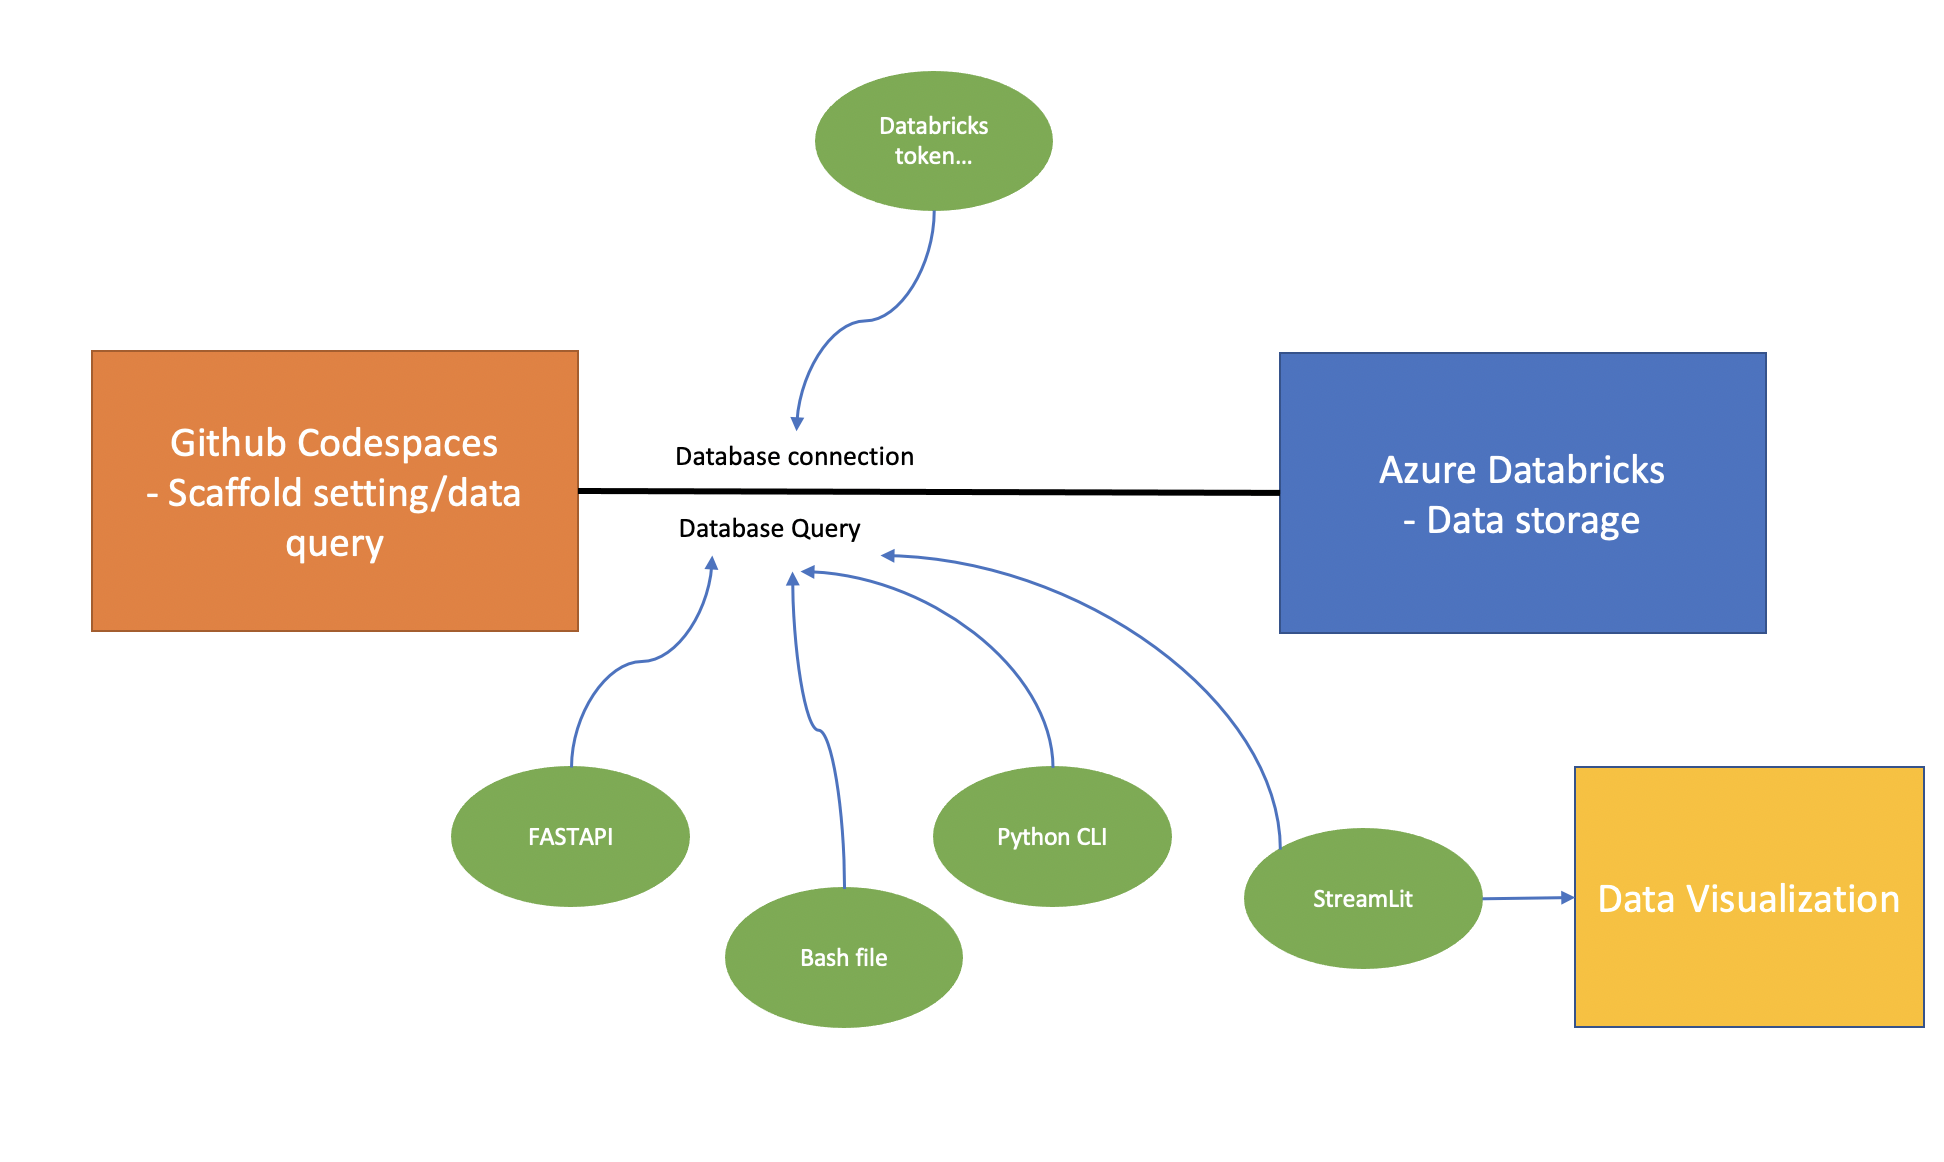 Databricks
token...
Github Codespaces
- Scaffold setting/data
query
Database connection
Database Query
Azure Databricks
- Data storage
FASTAPI
Python CLI
Bash file
StreamLit
Data Visualization